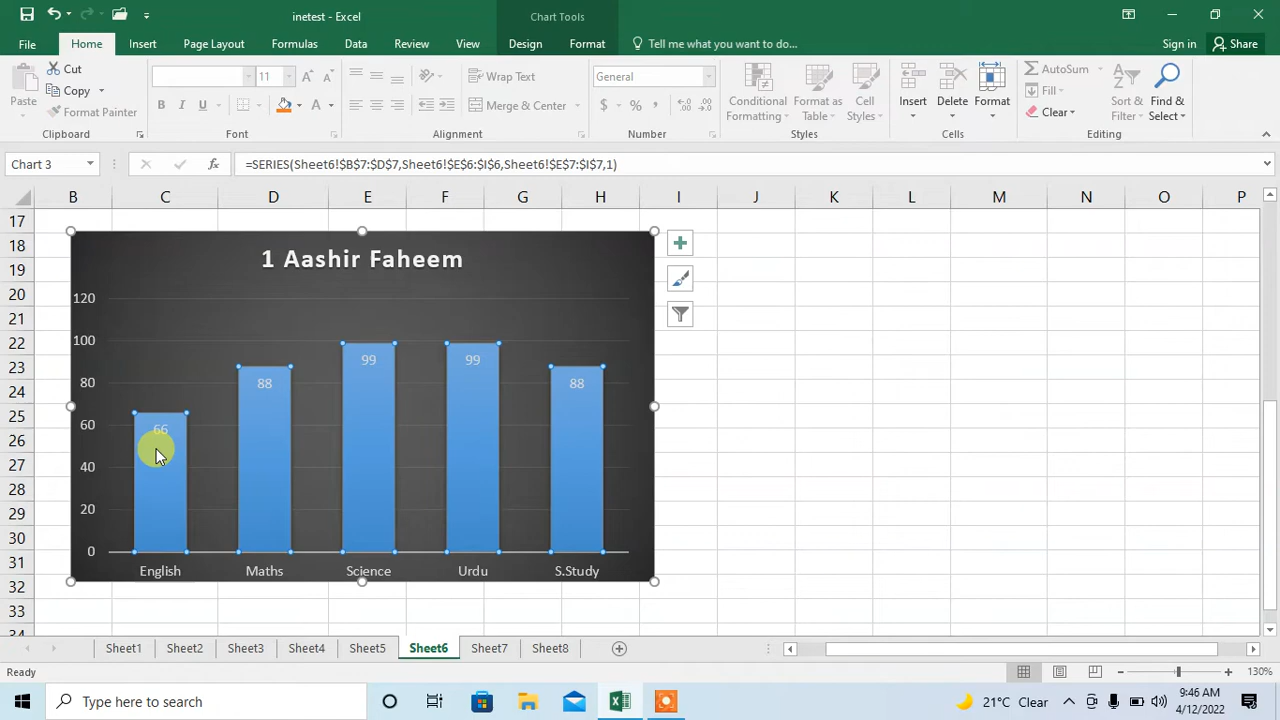 inetest - Excel
Chart Tools
File Home Insert Page Layout Formulas Data Review View Design Format Tell me what you want to do... Sign in Share
Paste
Cut
Copy
Format Painter
Clipboard
11 A A
B I U A
Font
Wrap Text
Merge & Center
Alignment
General
$ % ,
Number
Conditional Formatting
Format as Table
Cell Styles
Styles
Insert Delete Format
Cells
AutoSum
Fill
Clear
Sort & Filter
Find & Select
Editing
Chart 3 fx =SERIES(Sheet6!$B$7:$D$7,Sheet6!$E$6:$I$6,Sheet6!$E$7:$I$7,1)
B C D E F G H I J K L M N O P
17
18
19
20
21
22
23
24
25
26
27
28
29
30
31
32
33
34
1 Aashir Faheem
120
100
80
60
40
20
0
66 88 99 99 88
English Maths Science Urdu S.Study
Sheet1 Sheet2 Sheet3 Sheet4 Sheet5 Sheet6 Sheet7 Sheet8
Ready 130%
Type here to search
21°C Clear
9:46 AM
4/12/2022